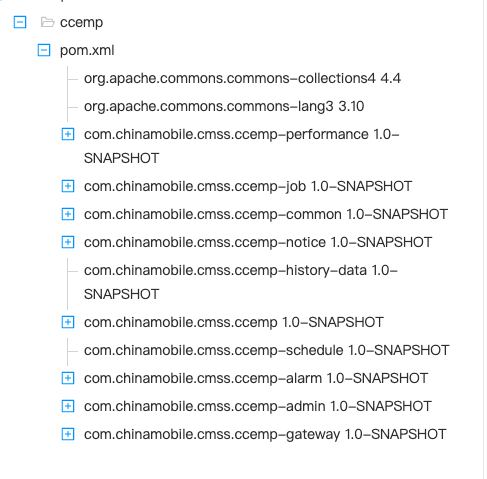 ccemp
pom.xml
org.apache.commons.commons-collections4 4.4
org.apache.commons.commons-lang3 3.10
com.chinamobile.cmss.ccemp-performance 1.0-
SNAPSHOT
com.chinamobile.cmss.ccemp-job 1.0-SNAPSHOT
com.chinamobile.cmss.ccemp-common 1.0-SNAPSHOT
com.chinamobile.cmss.ccemp-notice 1.0-SNAPSHOT
com.chinamobile.cmss.ccemp-history-data 1.0-
SNAPSHOT
com.chinamobile.cmss.ccemp 1.0-SNAPSHOT
com.chinamobile.cmss.ccemp-schedule 1.0-SNAPSHOT
com.chinamobile.cmss.ccemp-alarm 1.0-SNAPSHOT
com.chinamobile.cmss.ccemp-admin 1.0-SNAPSHOT
com.chinamobile.cmss.ccemp-gateway 1.0-SNAPSHOT